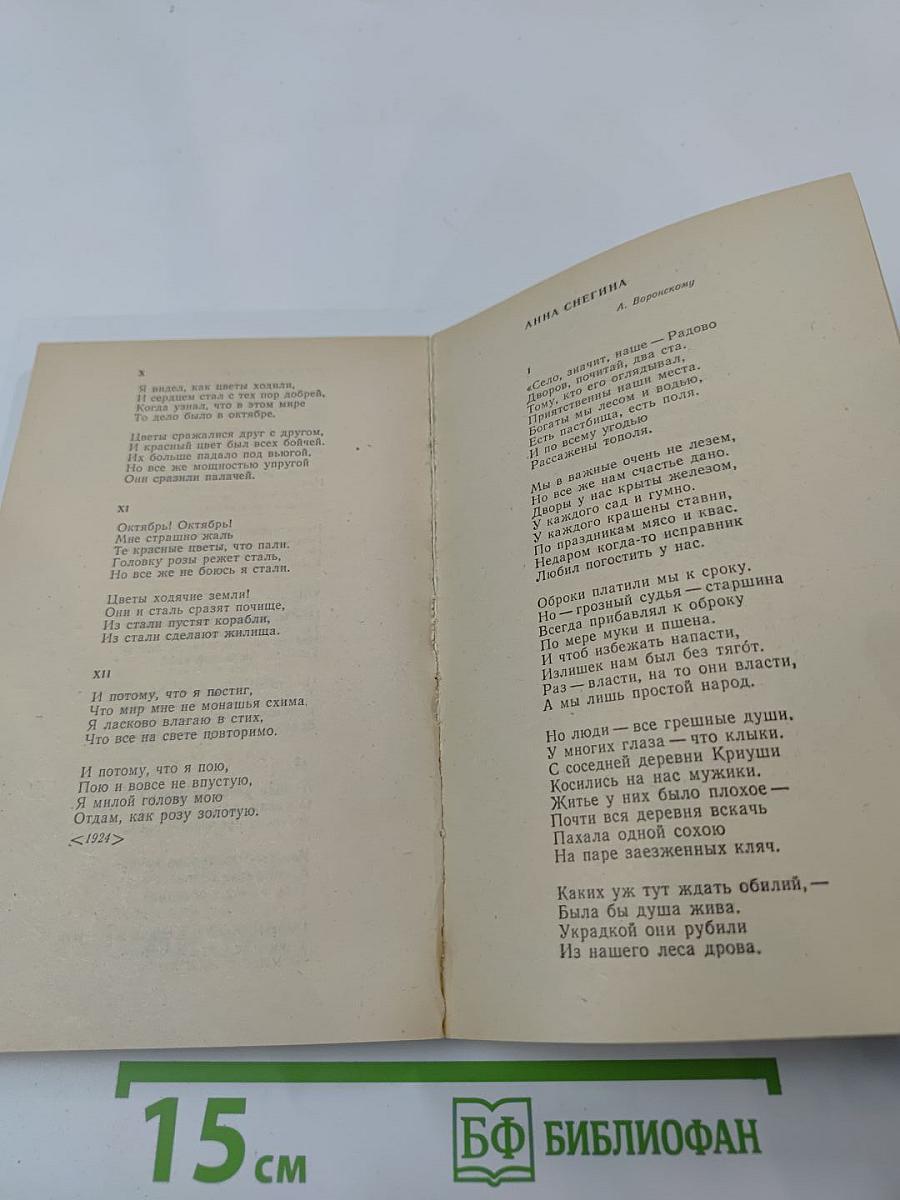 X
Я видел, как цветы ходили,
И сердцем стал с тех пор добрей,
Когда узнал, что в этом мире
То дело было в октябре.
Цветы сражалися друг с другом,
И красный цвет был всех бойчей.
Их больше падало под вьюгой,
Но все же мощностью упругой
Они сразили палачей.
XI
Октябрь! Октябрь!
Мне страшно жаль
Те красные цветы, что пали.
Головку розы режет сталь,
Но все же не боюсь я стали.
Цветы ходячие земли!
Они и сталь сразят почище,
Из стали пустят корабли,
Из стали сделают жилища.
XII
И потому, что я постиг,
Что мир мне не монашья схима,
Я ласково влагаю в стих,
Что все на свете повторимо.
И потому, что я пою,
Пою и вовсе не впустую,
Я милой голову мою
Отдам, как розу золотую.
<1924>
АННА СНЕГИНА
А. Воронскому
1
«Село, значит, наше — Радово
Дворов, почитай, два ста.
Тому, кто его оглядывал,
Приятственны наши места.
Богаты мы лесом и водью,
Есть пастбища, есть поля.
И по всему угодью
Рассажены тополя.
Мы в важные очень не лезем,
Но все же нам счастье дано.
Дворы у нас крыты железом,
У каждого сад и гумно.
У каждого крашены ставни,
По праздникам мясо и квас.
Недаром когда-то исправник
Любил погостить у нас.
Оброки платили мы к сроку.
Но — грозный судья — старшина
Всегда прибавлял к оброку
По мере муки и пшена.
И чтоб избежать напасти,
Излишек нам был без тягóт.
Раз — власти, на то они власти,
А мы лишь простой народ.
Но люди — все грешные души.
У многих глаза — что клыки.
С соседней деревни Криуши
Косились на нас мужики.
Житье у них было плохое —
Почти вся деревня вскачь
Пахала одной сохою
На паре заезженных кляч.
Каких уж тут ждать обилий, —
Была бы душа жива.
Украдкой они рубили
Из нашего леса дрова.
15 см
БФ БИБЛИОФАН